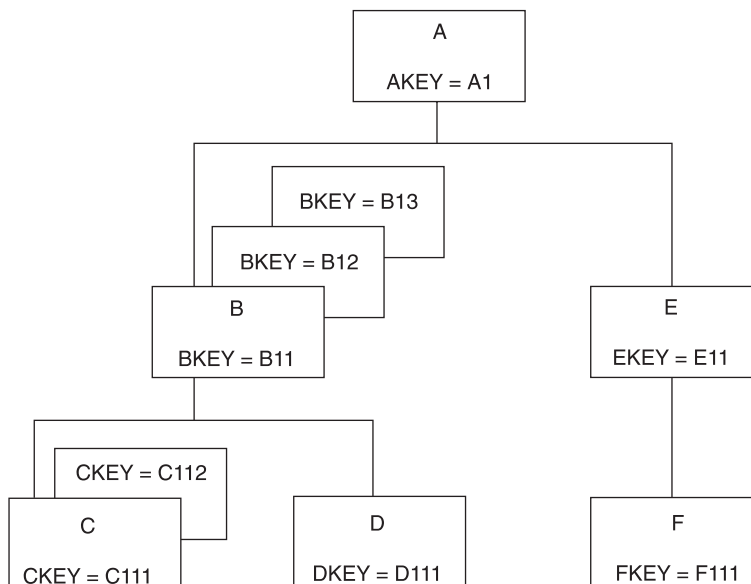 A
AKEY = A1
BKEY = B13
BKEY = B12
B
BKEY = B11
E
EKEY = E11
CKEY = C112
C
CKEY = C111
D
DKEY = D111
F
FKEY = F111